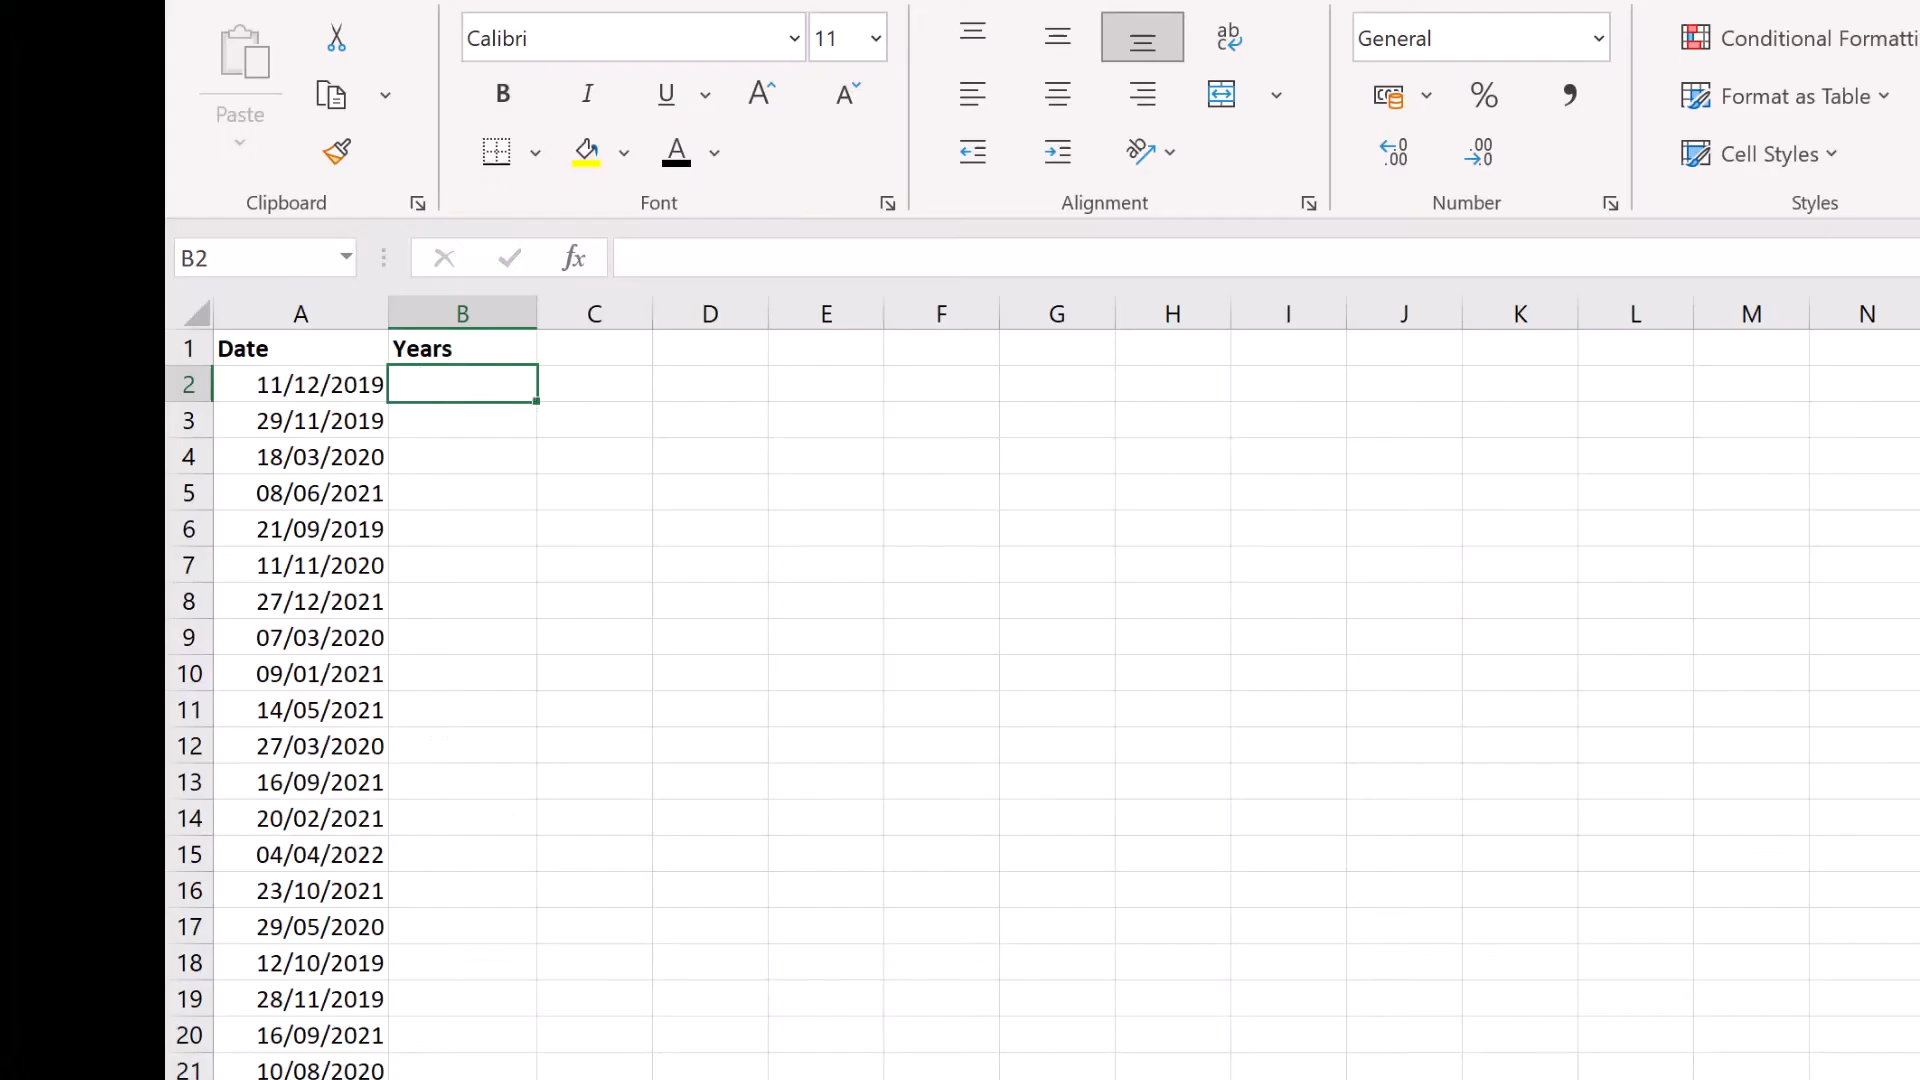 Calibri 11 General Conditional Formatti
Paste B I U A A % , Format as Table
A .00 .00 Cell Styles
Clipboard Font Alignment Number Styles
B2 fx
A B C D E F G H I J K L M N
1 Date Years
2 11/12/2019
3 29/11/2019
4 18/03/2020
5 08/06/2021
6 21/09/2019
7 11/11/2020
8 27/12/2021
9 07/03/2020
10 09/01/2021
11 14/05/2021
12 27/03/2020
13 16/09/2021
14 20/02/2021
15 04/04/2022
16 23/10/2021
17 29/05/2020
18 12/10/2019
19 28/11/2019
20 16/09/2021
21 10/08/2020